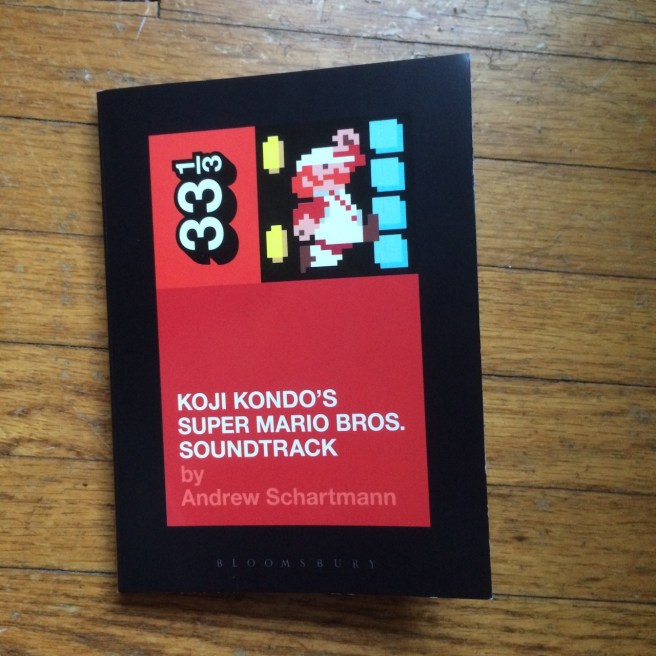 33 1/3
KOJI KONDO'S
SUPER MARIO BROS.
SOUNDTRACK
by
Andrew Schartmann
BLOOMSBURY